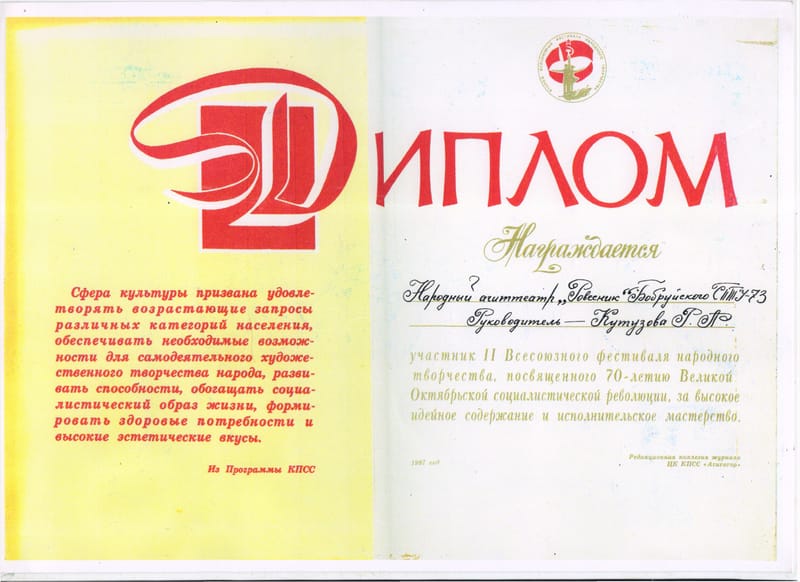 ДИПЛОМ
Награждается
Сфера культуры призвана удовле-
творять возрастающие запросы
различных категорий населения,
обеспечивать необходимые возмож-
ности для самодеятельного художе-
ственного творчества народа, разви-
вать способности, обогащать социа-
листический образ жизни, форми-
ровать здоровые потребности и
высокие эстетические вкусы.
Из Программы КПСС
Народный агиттеатр „Ровесник" Бобруйского СПТУ-73
Руководитель — Кутузова Р. А.
участник II Всесоюзного фестиваля народного
творчества, посвященного 70-летию Великой
Октябрьской социалистической революции, за высокое
идейное содержание и исполнительское мастерство.
1987 год
Редакционная коллегия журнала
ЦК КПСС «Агитатор»